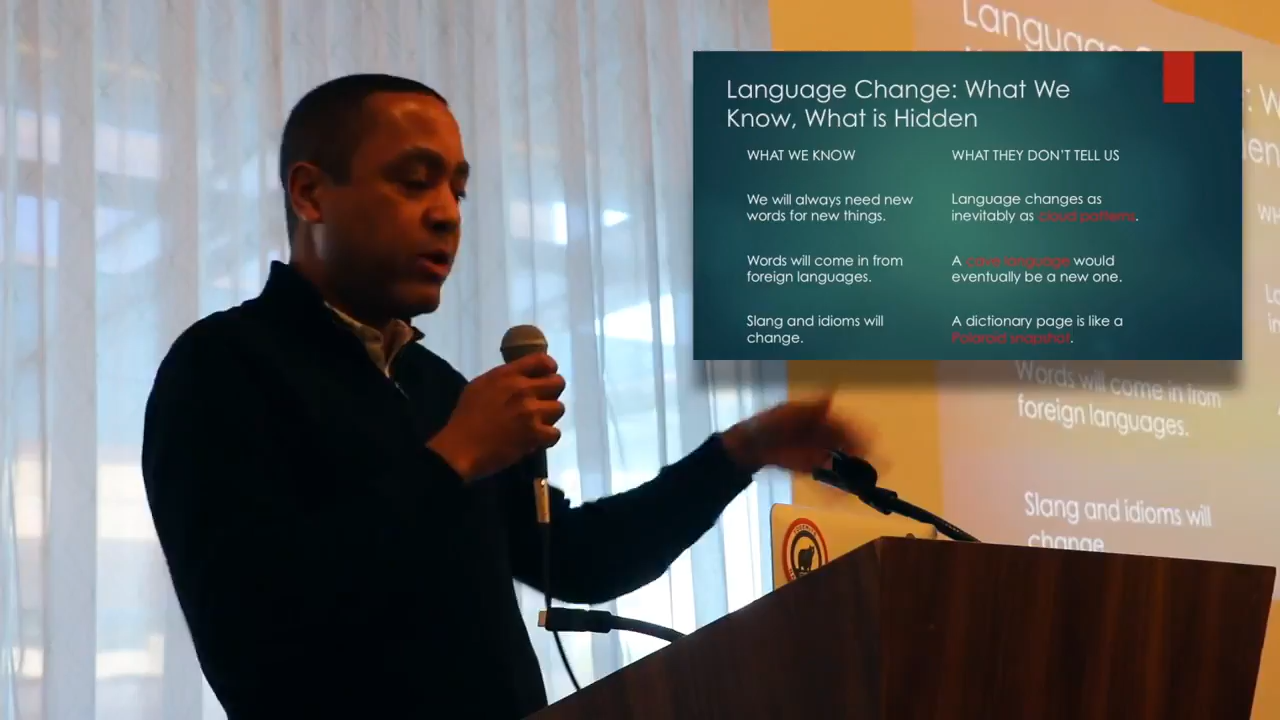 Language Change: What We
Know, What is Hidden
WHAT WE KNOW
We will always need new
words for new things.
Words will come in from
foreign languages.
Slang and idioms will
change.
WHAT THEY DON'T TELL US
Language changes as
inevitably as cloud patterns.
A cave language would
eventually be a new one.
A dictionary page is like a
Polaroid snapshot.
Language
Words will come in from
foreign languages.
Slang and idioms will
change